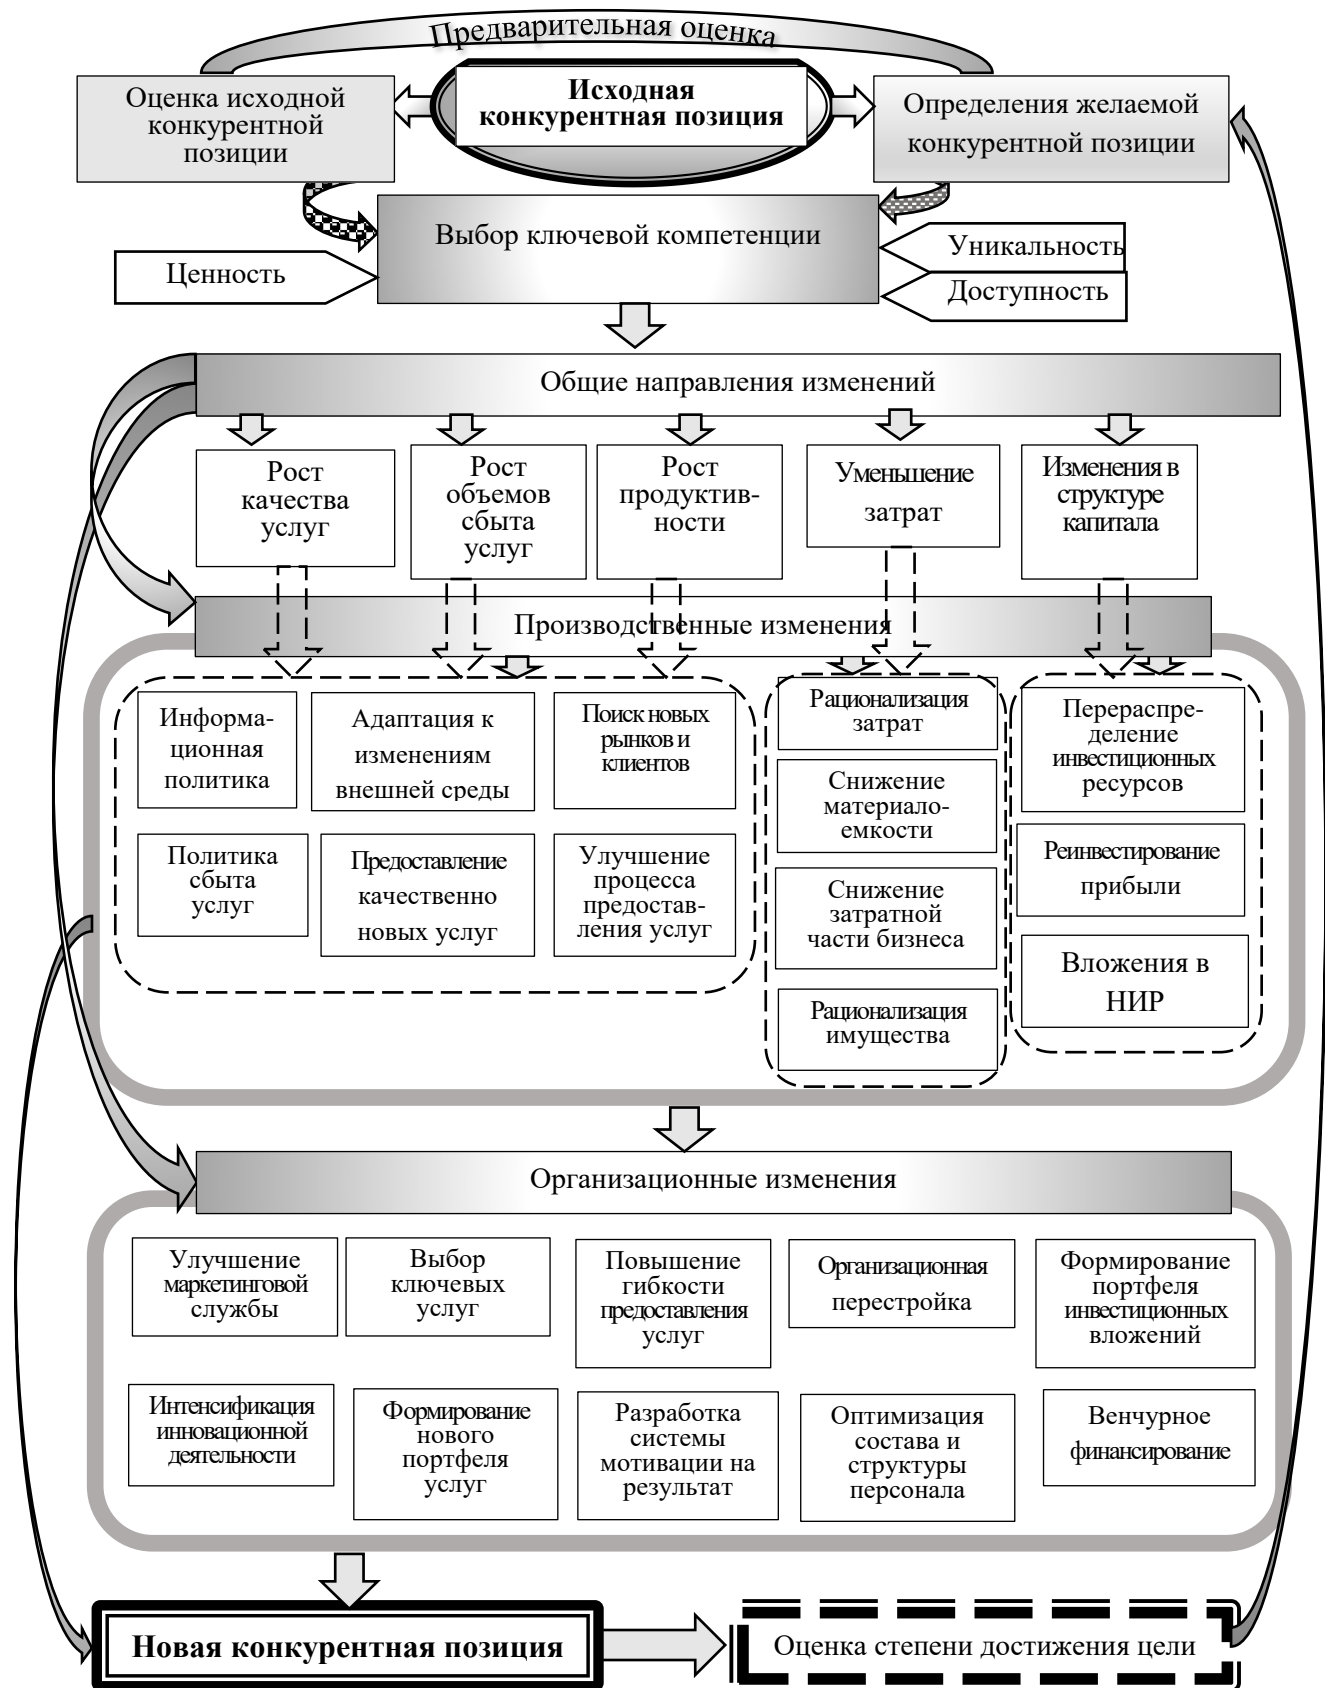 Предварительная оценка
Оценка исходной
конкурентной
позиции
Исходная
конкурентная позиция
Определения желаемой
конкурентной позиции
Выбор ключевой компетенции
Ценность
Уникальность
Доступность
Общие направления изменений
Рост
качества
услуг
Рост
объемов
сбыта
услуг
Рост
продуктив-
ности
Уменьшение
затрат
Изменения в
структуре
капитала
Производственные изменения
Информа-
ционная
политика
Адаптация к
изменениям
внешней среды
Поиск новых
рынков и
клиентов
Рационализация
затрат
Перераспре-
деление
инвестиционных
ресурсов
Снижение
материало-
емкости
Политика
сбыта
услуг
Предоставление
качественно
новых услуг
Улучшение
процесса
предостав-
ления услуг
Снижение
затратной
части бизнеса
Реинвестирование
прибыли
Рационализация
имущества
Вложения в
НИР
Организационные изменения
Улучшение
маркетинговой
службы
Выбор
ключевых
услуг
Повышение
гибкости
предоставления
услуг
Организационная
перестройка
Формирование
портфеля
инвестиционных
вложений
Интенсификация
инновационной
деятельности
Формирование
нового
портфеля
услуг
Разработка
системы
мотивации на
результат
Оптимизация
состава и
структуры
персонала
Венчурное
финансирование
Новая конкурентная позиция
Оценка степени достижения цели